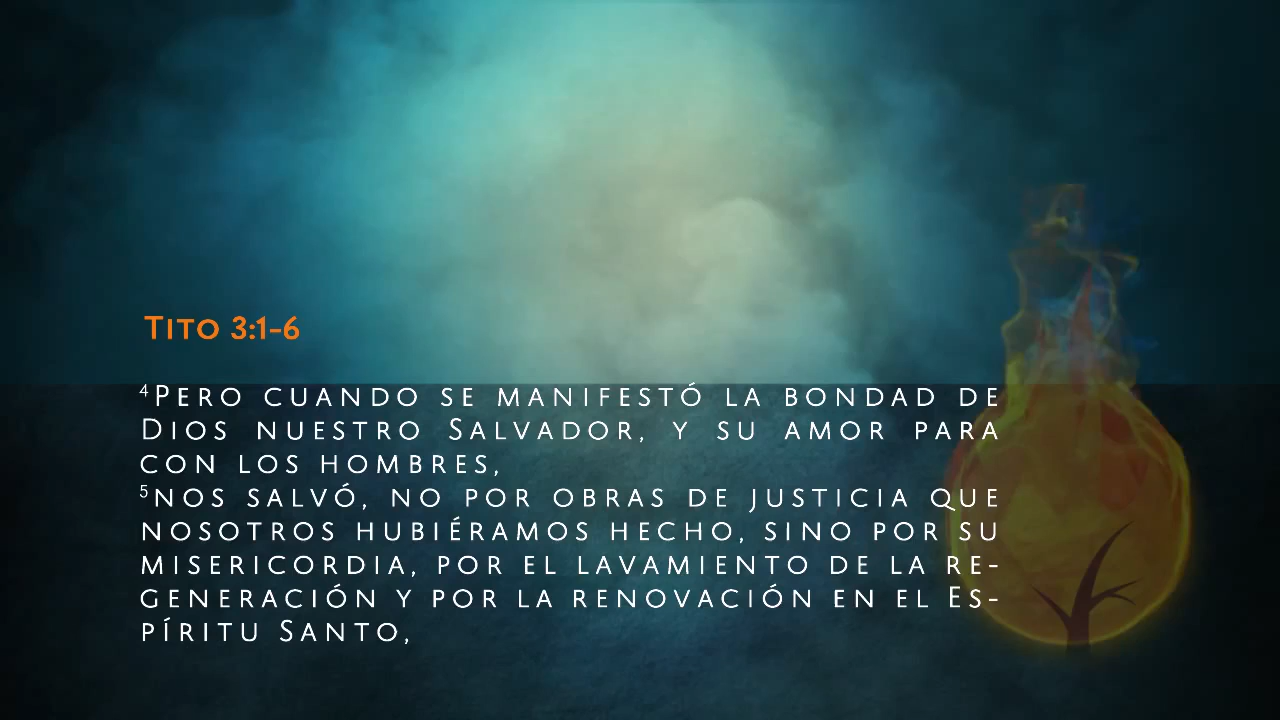 Tito 3:1-6
⁴Pero cuando se manifestó la bondad de
Dios nuestro Salvador, y su amor para
con los hombres,
⁵nos salvó, no por obras de justicia que
nosotros hubiéramos hecho, sino por su
misericordia, por el lavamiento de la re-
generación y por la renovación en el Es-
píritu Santo,